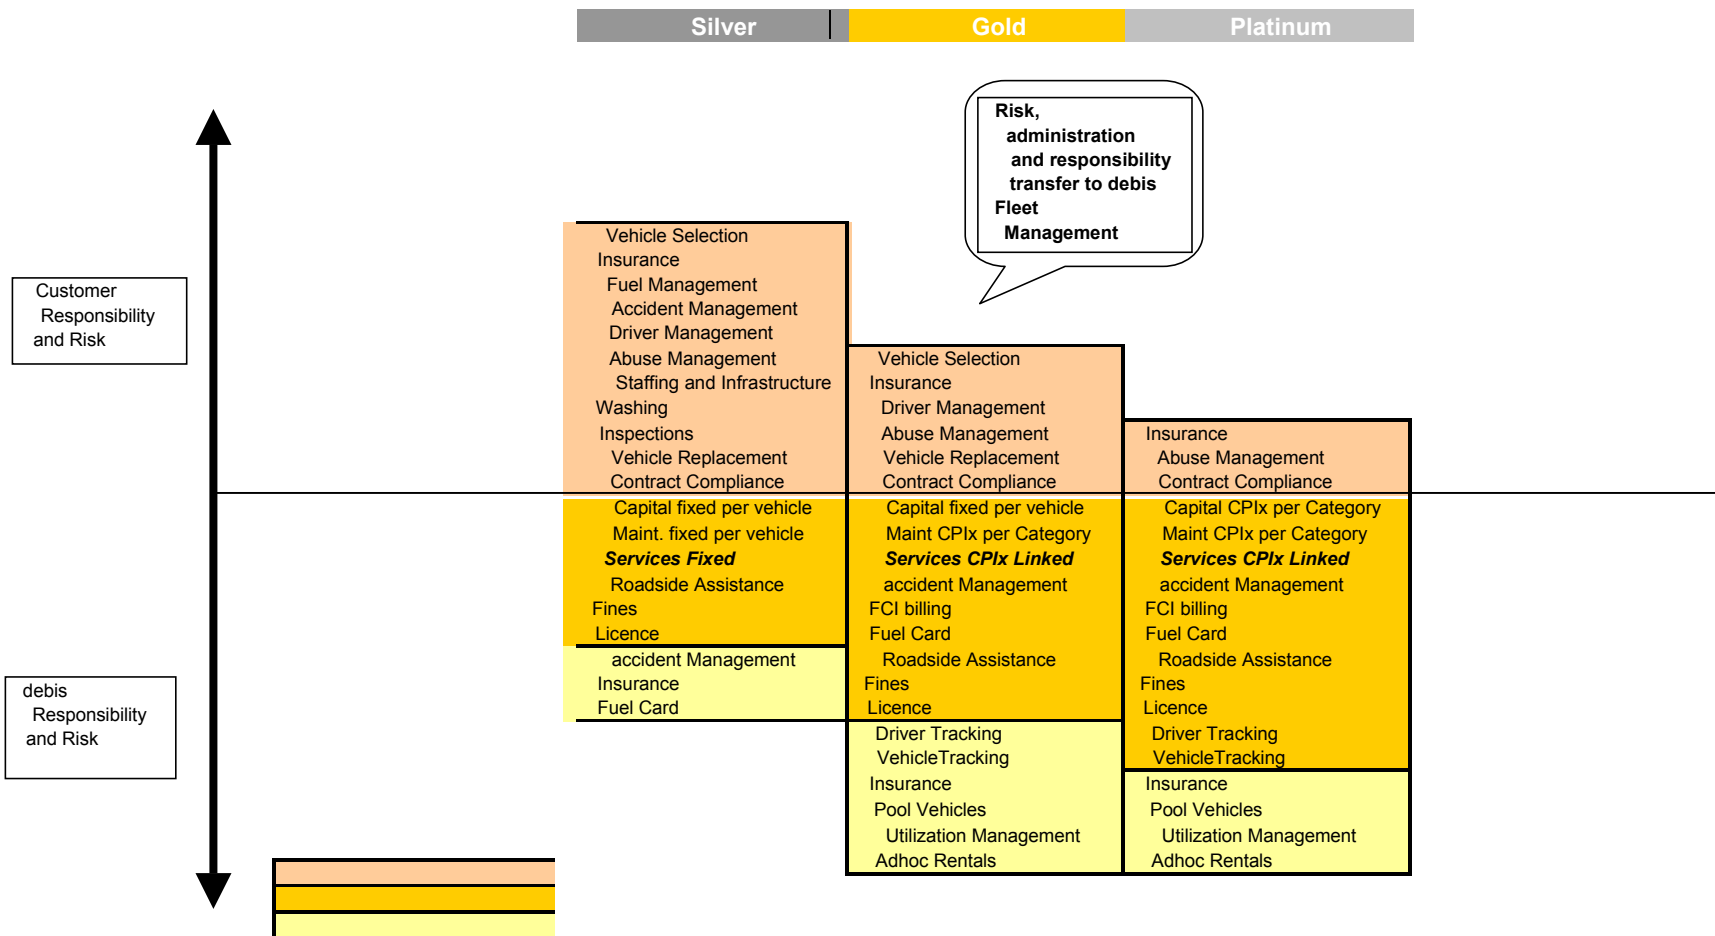 Silver
Gold
Platinum
Risk,
administration
and responsibility
transfer to debis
Fleet
Management
Customer
Responsibility
and Risk
debis
Responsibility
and Risk
Vehicle Selection
Insurance
Fuel Management
Accident Management
Driver Management
Abuse Management
Staffing and Infrastructure
Washing
Inspections
Vehicle Replacement
Contract Compliance
Capital fixed per vehicle
Maint. fixed per vehicle
Services Fixed
Roadside Assistance
Fines
Licence
accident Management
Insurance
Fuel Card
Vehicle Selection
Insurance
Driver Management
Abuse Management
Vehicle Replacement
Contract Compliance
Capital fixed per vehicle
Maint CPIx per Category
Services CPIx Linked
accident Management
FCI billing
Fuel Card
Roadside Assistance
Fines
Licence
Driver Tracking
VehicleTracking
Insurance
Pool Vehicles
Utilization Management
Adhoc Rentals
Insurance
Abuse Management
Contract Compliance
Capital CPIx per Category
Maint CPIx per Category
Services CPIx Linked
accident Management
FCI billing
Fuel Card
Roadside Assistance
Fines
Licence
Driver Tracking
VehicleTracking
Insurance
Pool Vehicles
Utilization Management
Adhoc Rentals